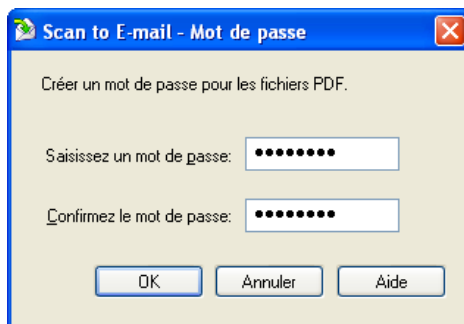 Scan to E-mail - Mot de passe
Créer un mot de passe pour les fichiers PDF.
Saisissez un mot de passe: ••••••••
Confirmez le mot de passe: ••••••••
OK Annuler Aide